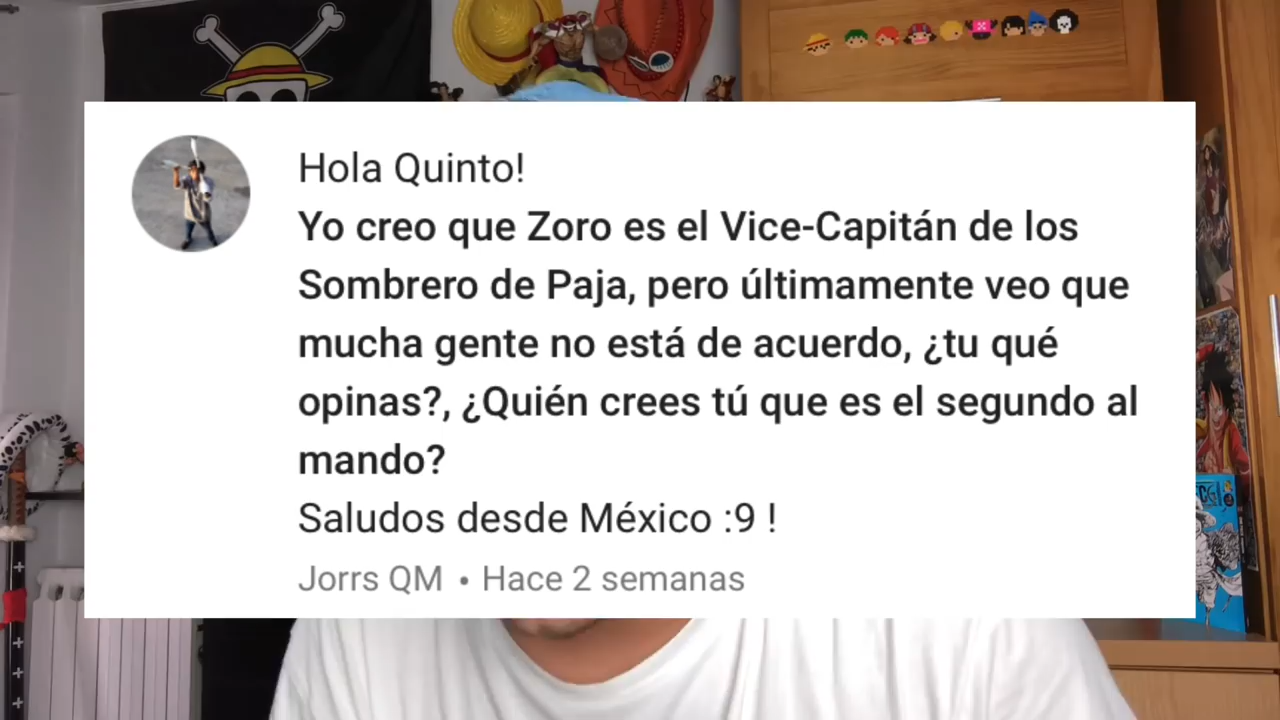 Hola Quinto!
Yo creo que Zoro es el Vice-Capitán de los
Sombrero de Paja, pero últimamente veo que
mucha gente no está de acuerdo, ¿tu qué
opinas?, ¿Quién crees tú que es el segundo al
mando?
Saludos desde México :9 !
Jorrs QM • Hace 2 semanas